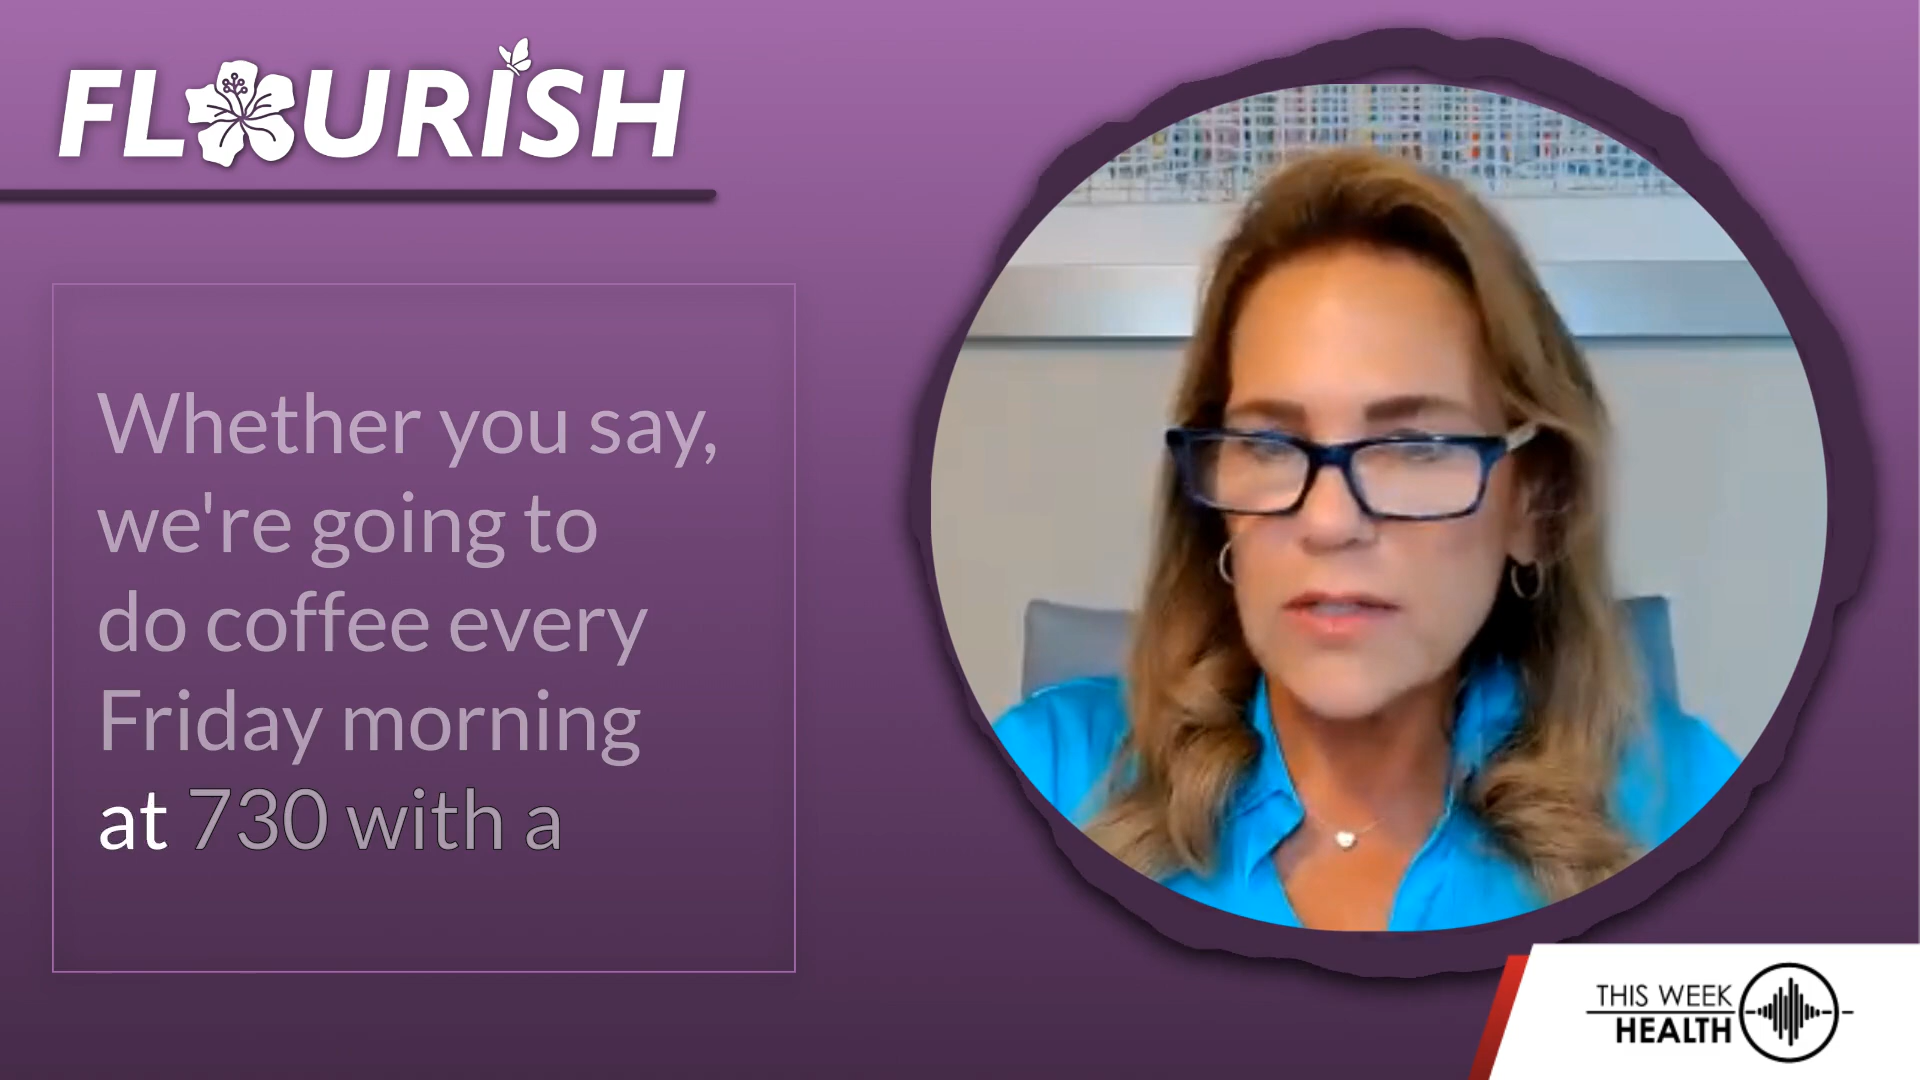 FLOURISH
Whether you say,
we're going to
do coffee every
Friday morning
at 730 with a
THIS WEEK
HEALTH